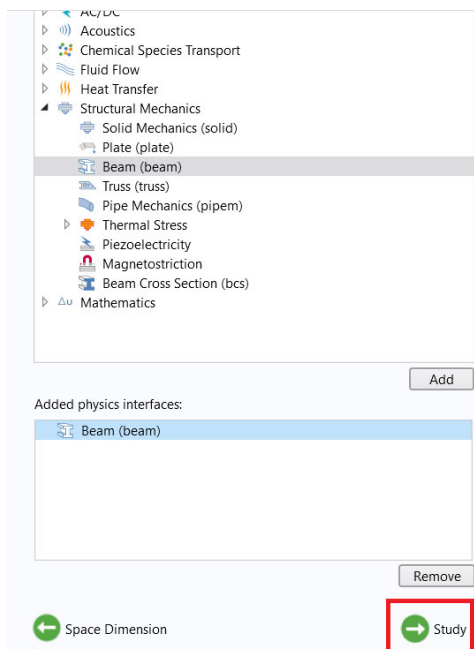 AC/DC
Acoustics
Chemical Species Transport
Fluid Flow
Heat Transfer
Structural Mechanics
Solid Mechanics (solid)
Plate (plate)
Beam (beam)
Truss (truss)
Pipe Mechanics (pipem)
Thermal Stress
Piezoelectricity
Magnetostriction
Beam Cross Section (bcs)
Δu Mathematics
Add
Added physics interfaces:
Beam (beam)
Remove
Space Dimension
Study